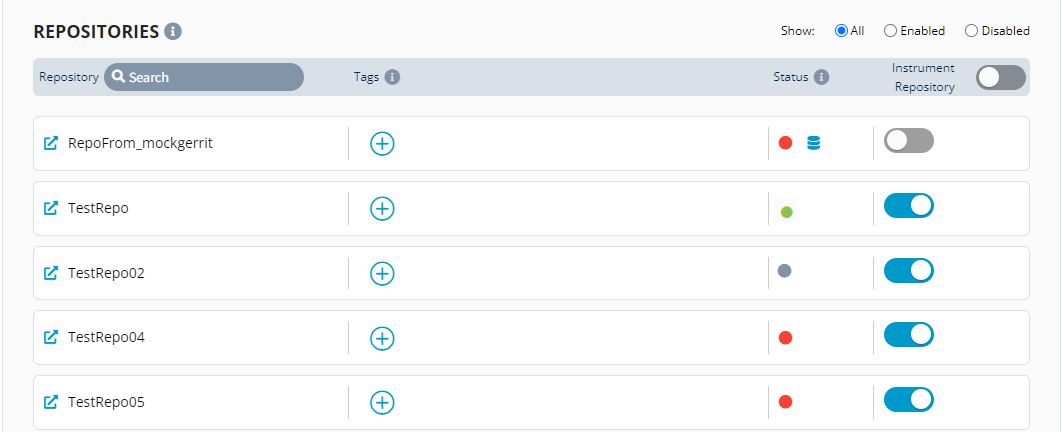 REPOSITORIES i Show: All Enabled Disabled
Repository Search Tags i Status i Instrument Repository
RepoFrom_mockgerrit
TestRepo
TestRepo02
TestRepo04
TestRepo05